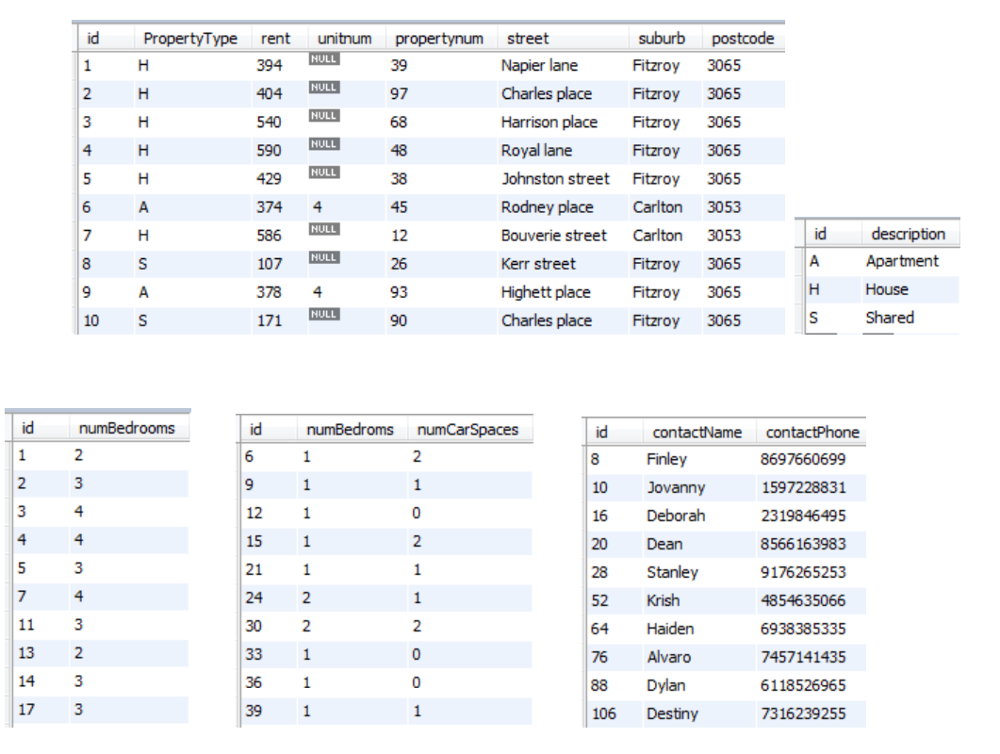 id PropertyType rent unitnum propertynum street suburb postcode
1 H 394 NULL 39 Napier lane Fitzroy 3065
2 H 404 NULL 97 Charles place Fitzroy 3065
3 H 540 NULL 68 Harrison place Fitzroy 3065
4 H 590 NULL 48 Royal lane Fitzroy 3065
5 H 429 NULL 38 Johnston street Fitzroy 3065
6 A 374 4 45 Rodney place Carlton 3053
7 H 586 NULL 12 Bouverie street Carlton 3053
8 S 107 NULL 26 Kerr street Fitzroy 3065
9 A 378 4 93 Highett place Fitzroy 3065
10 S 171 NULL 90 Charles place Fitzroy 3065
id description
A Apartment
H House
S Shared
id numBedrooms
1 2
2 3
3 4
4 4
5 3
7 4
11 3
13 2
14 3
17 3
id numBedroms numCarSpaces
6 1 2
9 1 1
12 1 0
15 1 2
21 1 1
24 2 1
30 2 2
33 1 0
36 1 0
39 1 1
id contactName contactPhone
8 Finley 8697660699
10 Jovanny 1597228831
16 Deborah 2319846495
20 Dean 8566163983
28 Stanley 9176265253
52 Krish 4854635066
64 Haiden 6938385335
76 Alvaro 7457141435
88 Dylan 6118526965
106 Destiny 7316239255